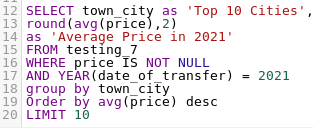 12 SELECT town_city as 'Top 10 Cities',
13 round(avg(price),2)
14 as 'Average Price in 2021'
15 FROM testing_7
16 WHERE price IS NOT NULL
17 AND YEAR(date_of_transfer) = 2021
18 group by town_city
19 Order by avg(price) desc
20 LIMIT 10